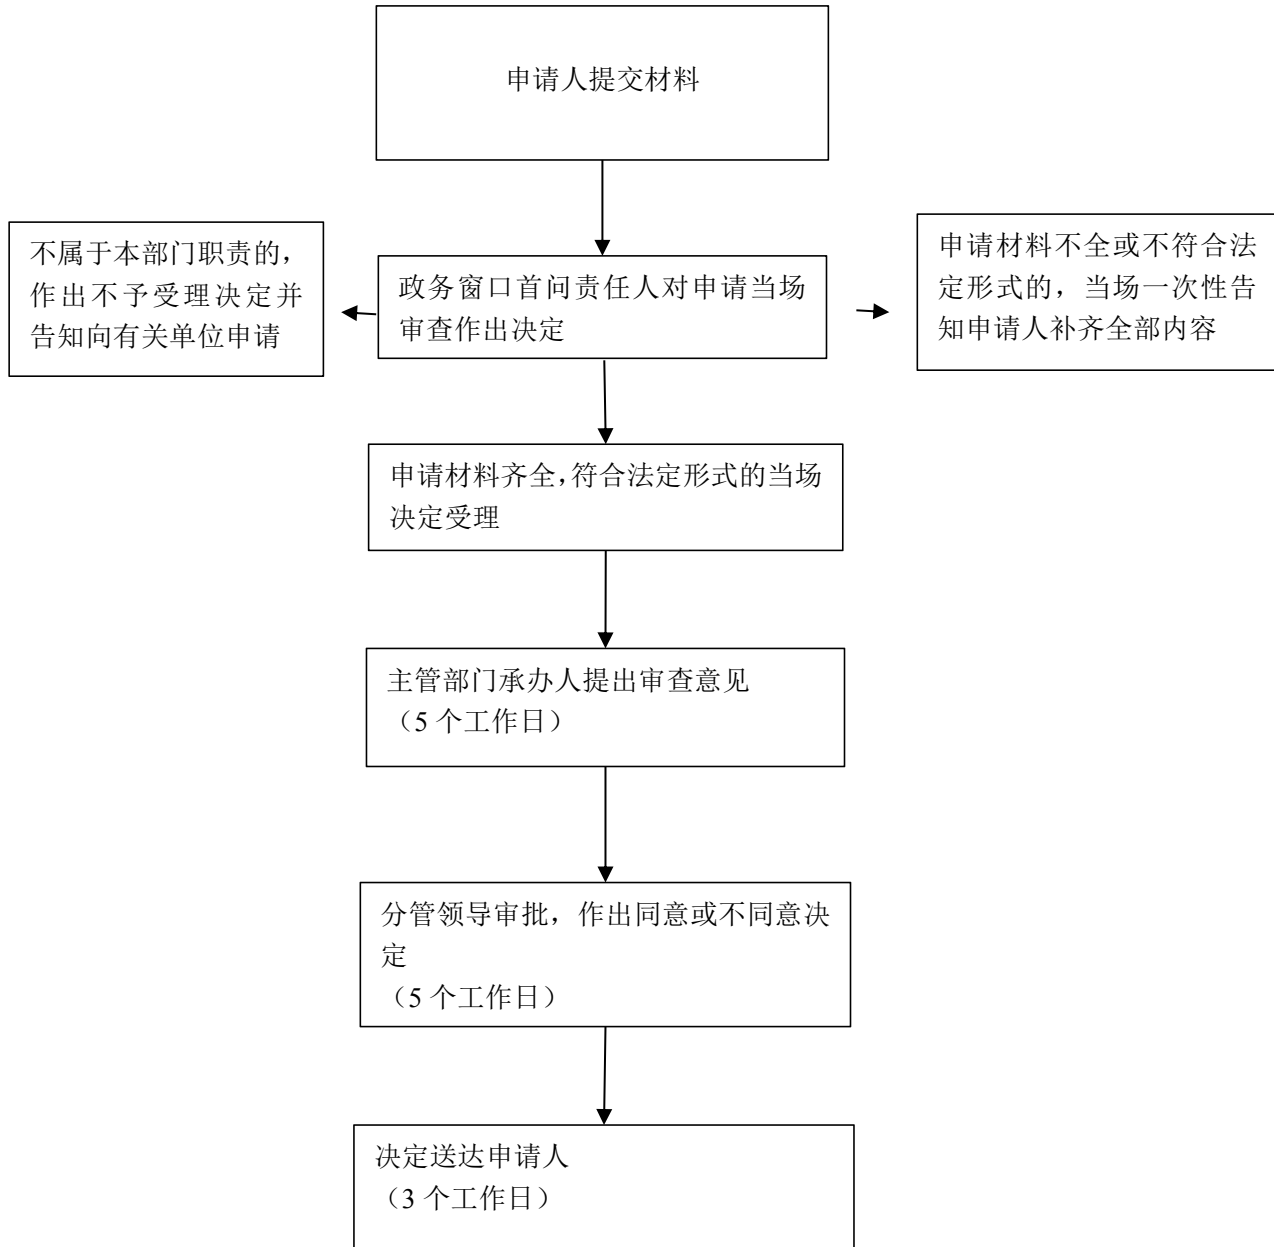 申请人提交材料
不属于本部门职责的，
作出不予受理决定并
告知向有关单位申请
政务窗口首问责任人对申请当场
审查作出决定
申请材料不全或不符合法
定形式的，当场一次性告
知申请人补齐全部内容
申请材料齐全，符合法定形式的当场
决定受理
主管部门承办人提出审查意见
（5 个工作日）
分管领导审批，作出同意或不同意决
定
（5 个工作日）
决定送达申请人
（3 个工作日）